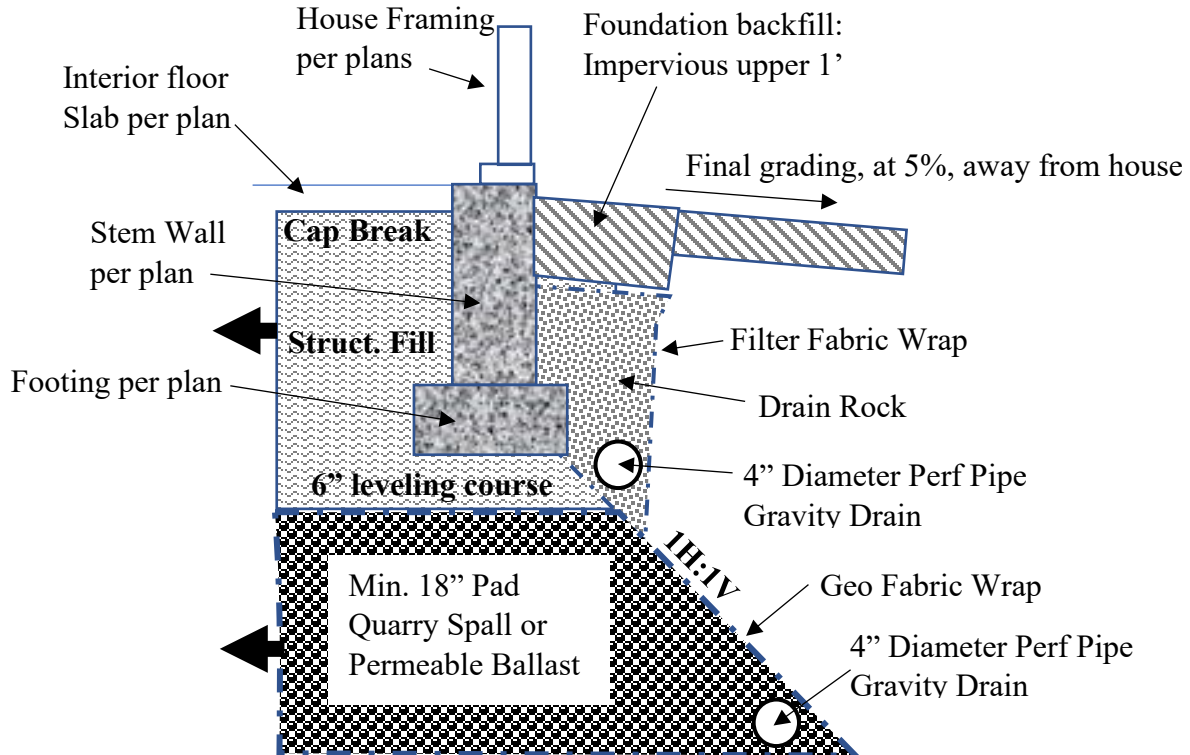 House Framing
per plans
Foundation backfill:
Impervious upper 1’
Interior floor
Slab per plan
Final grading, at 5%, away from house
Cap Break
Stem Wall
per plan
Struct. Fill
Filter Fabric Wrap
Footing per plan
Drain Rock
6” leveling course
4” Diameter Perf Pipe
Gravity Drain
1H:1V
Min. 18” Pad
Quarry Spall or
Permeable Ballast
Geo Fabric Wrap
4” Diameter Perf Pipe
Gravity Drain